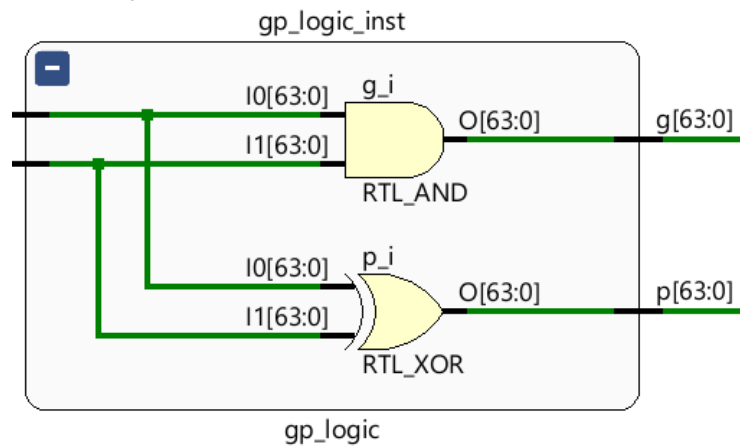 gp_logic_inst
−
I0[63:0]
g_i
O[63:0]
g[63:0]
I1[63:0]
RTL_AND
I0[63:0]
p_i
O[63:0]
p[63:0]
I1[63:0]
RTL_XOR
gp_logic